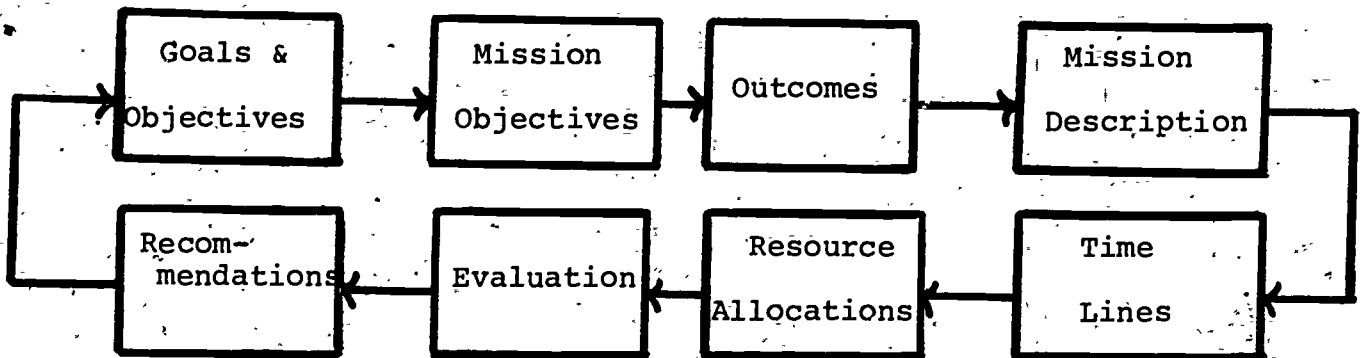 Goals &
Objectives
Mission
Objectives
Outcomes
Mission
Description
Recom-
mendations
Evaluation
Resource
Allocations
Time
Lines